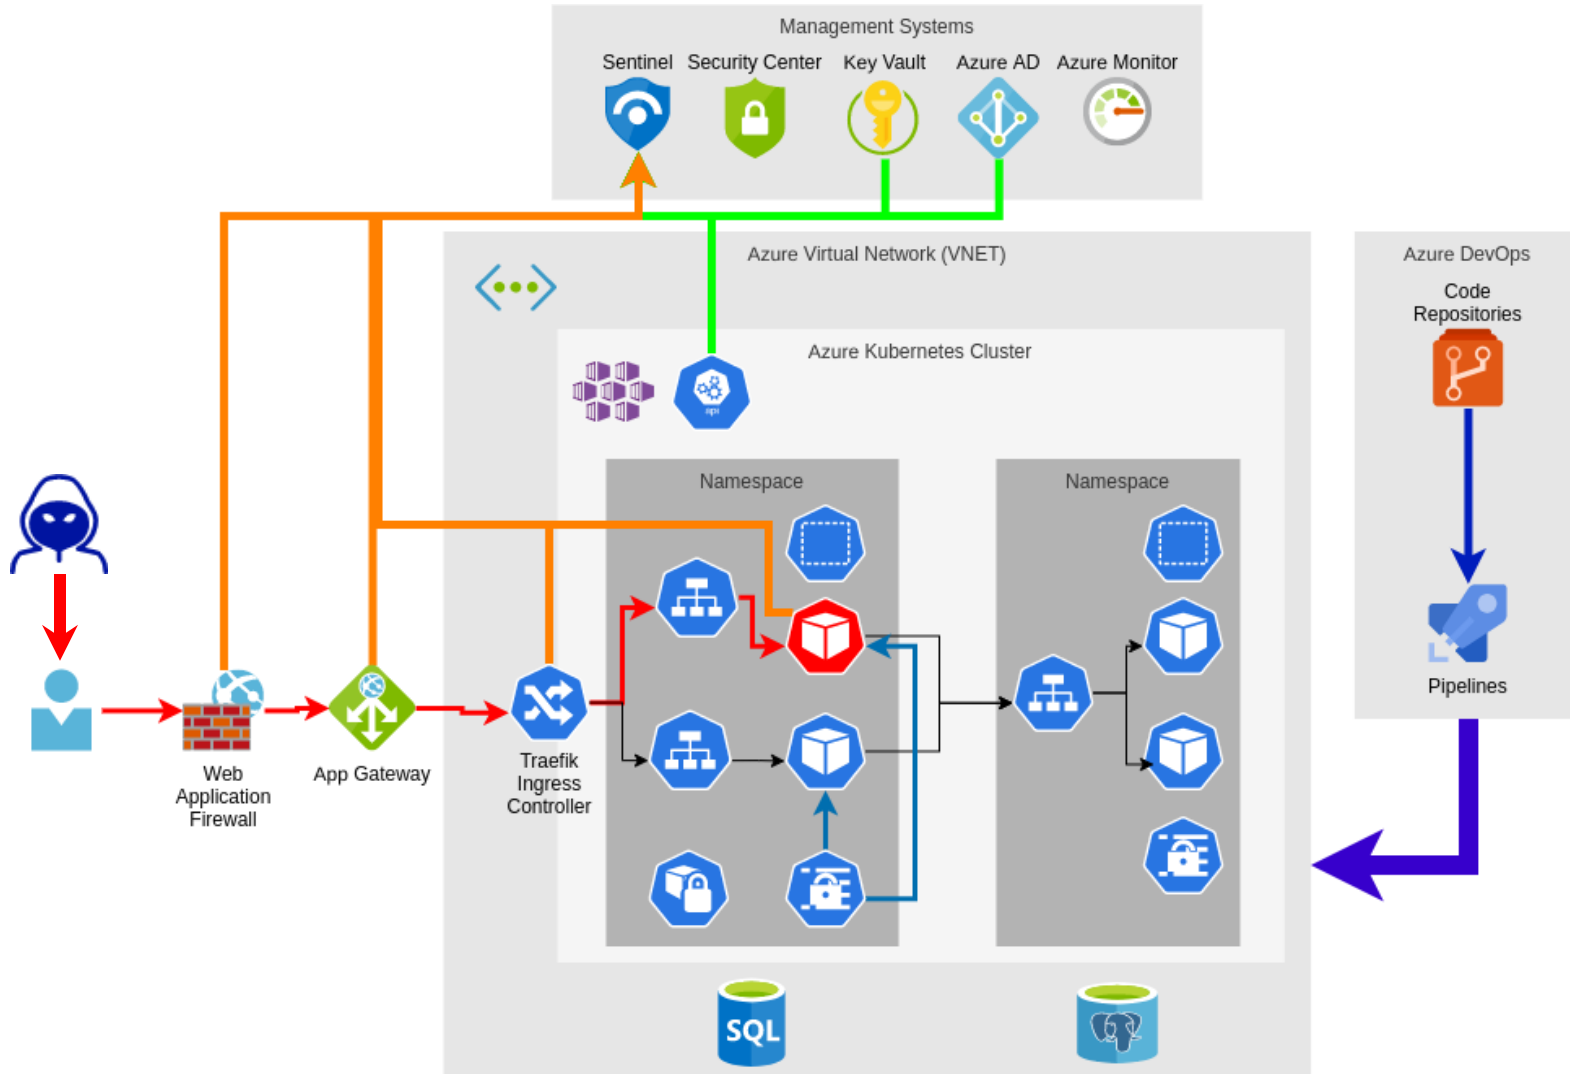 Management Systems
Sentinel
Security Center
Key Vault
Azure AD
Azure Monitor
Azure Virtual Network (VNET)
Azure DevOps
Code
Repositories
Azure Kubernetes Cluster
api
Namespace
Namespace
Pipelines
Web
Application
Firewall
App Gateway
Traefik
Ingress
Controller
SQL